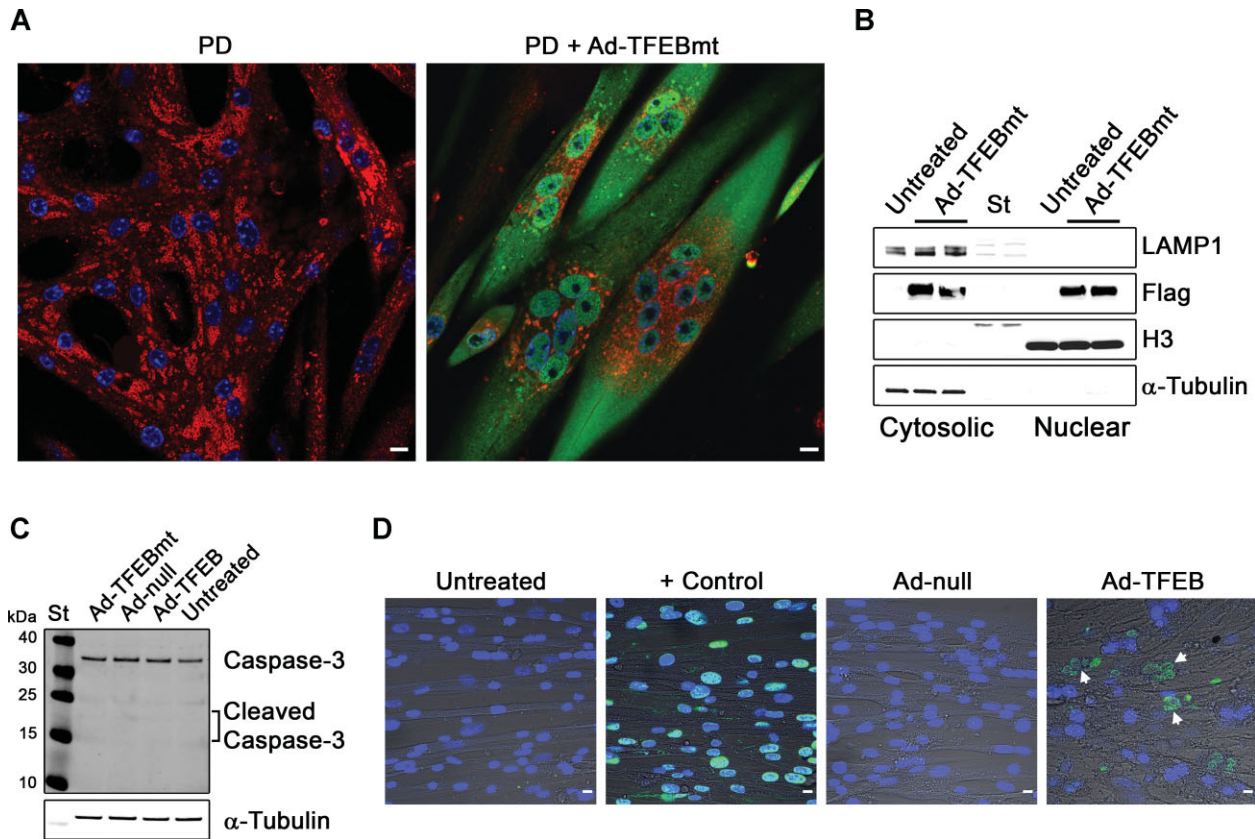 A
PD
PD + Ad-TFEBmt
B
Untreated
Ad-TFEBmt
St
Untreated
Ad-TFEBmt
LAMP1
Flag
H3
α-Tubulin
Cytosolic
Nuclear
C
kDa
St
Ad-TFEBmt
Ad-null
Ad-TFEB
Untreated
40
30
25
15
10
Caspase-3
Cleaved
Caspase-3
α-Tubulin
D
Untreated
+ Control
Ad-null
Ad-TFEB